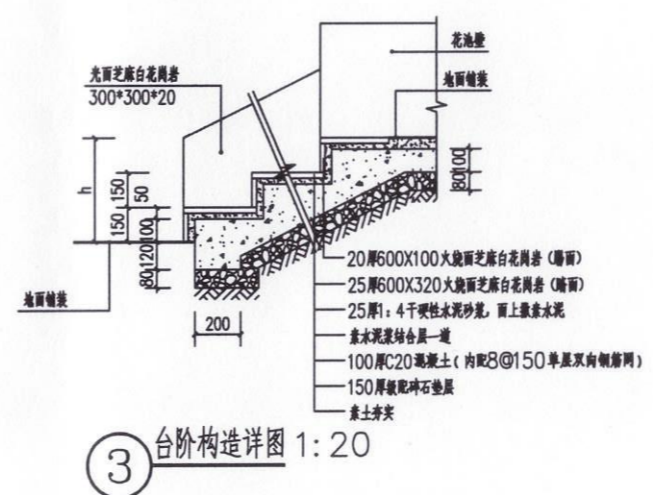 花池壁
光面芝麻白花岗岩
地面铺装
300*300*20
h
150
150
50
100
120
80
100
80
地面铺装
200
20厚600X100火烧面芝麻白花岗岩(踢面)
25厚600X320火烧面芝麻白花岗岩(踏面)
25厚1:4干硬性水泥砂浆，面上撒素水泥
素水泥浆结合层一道
100厚C20混凝土(内配8@150单层双向钢筋网)
150厚级配碎石垫层
素土夯实
3 台阶构造详图 1:20